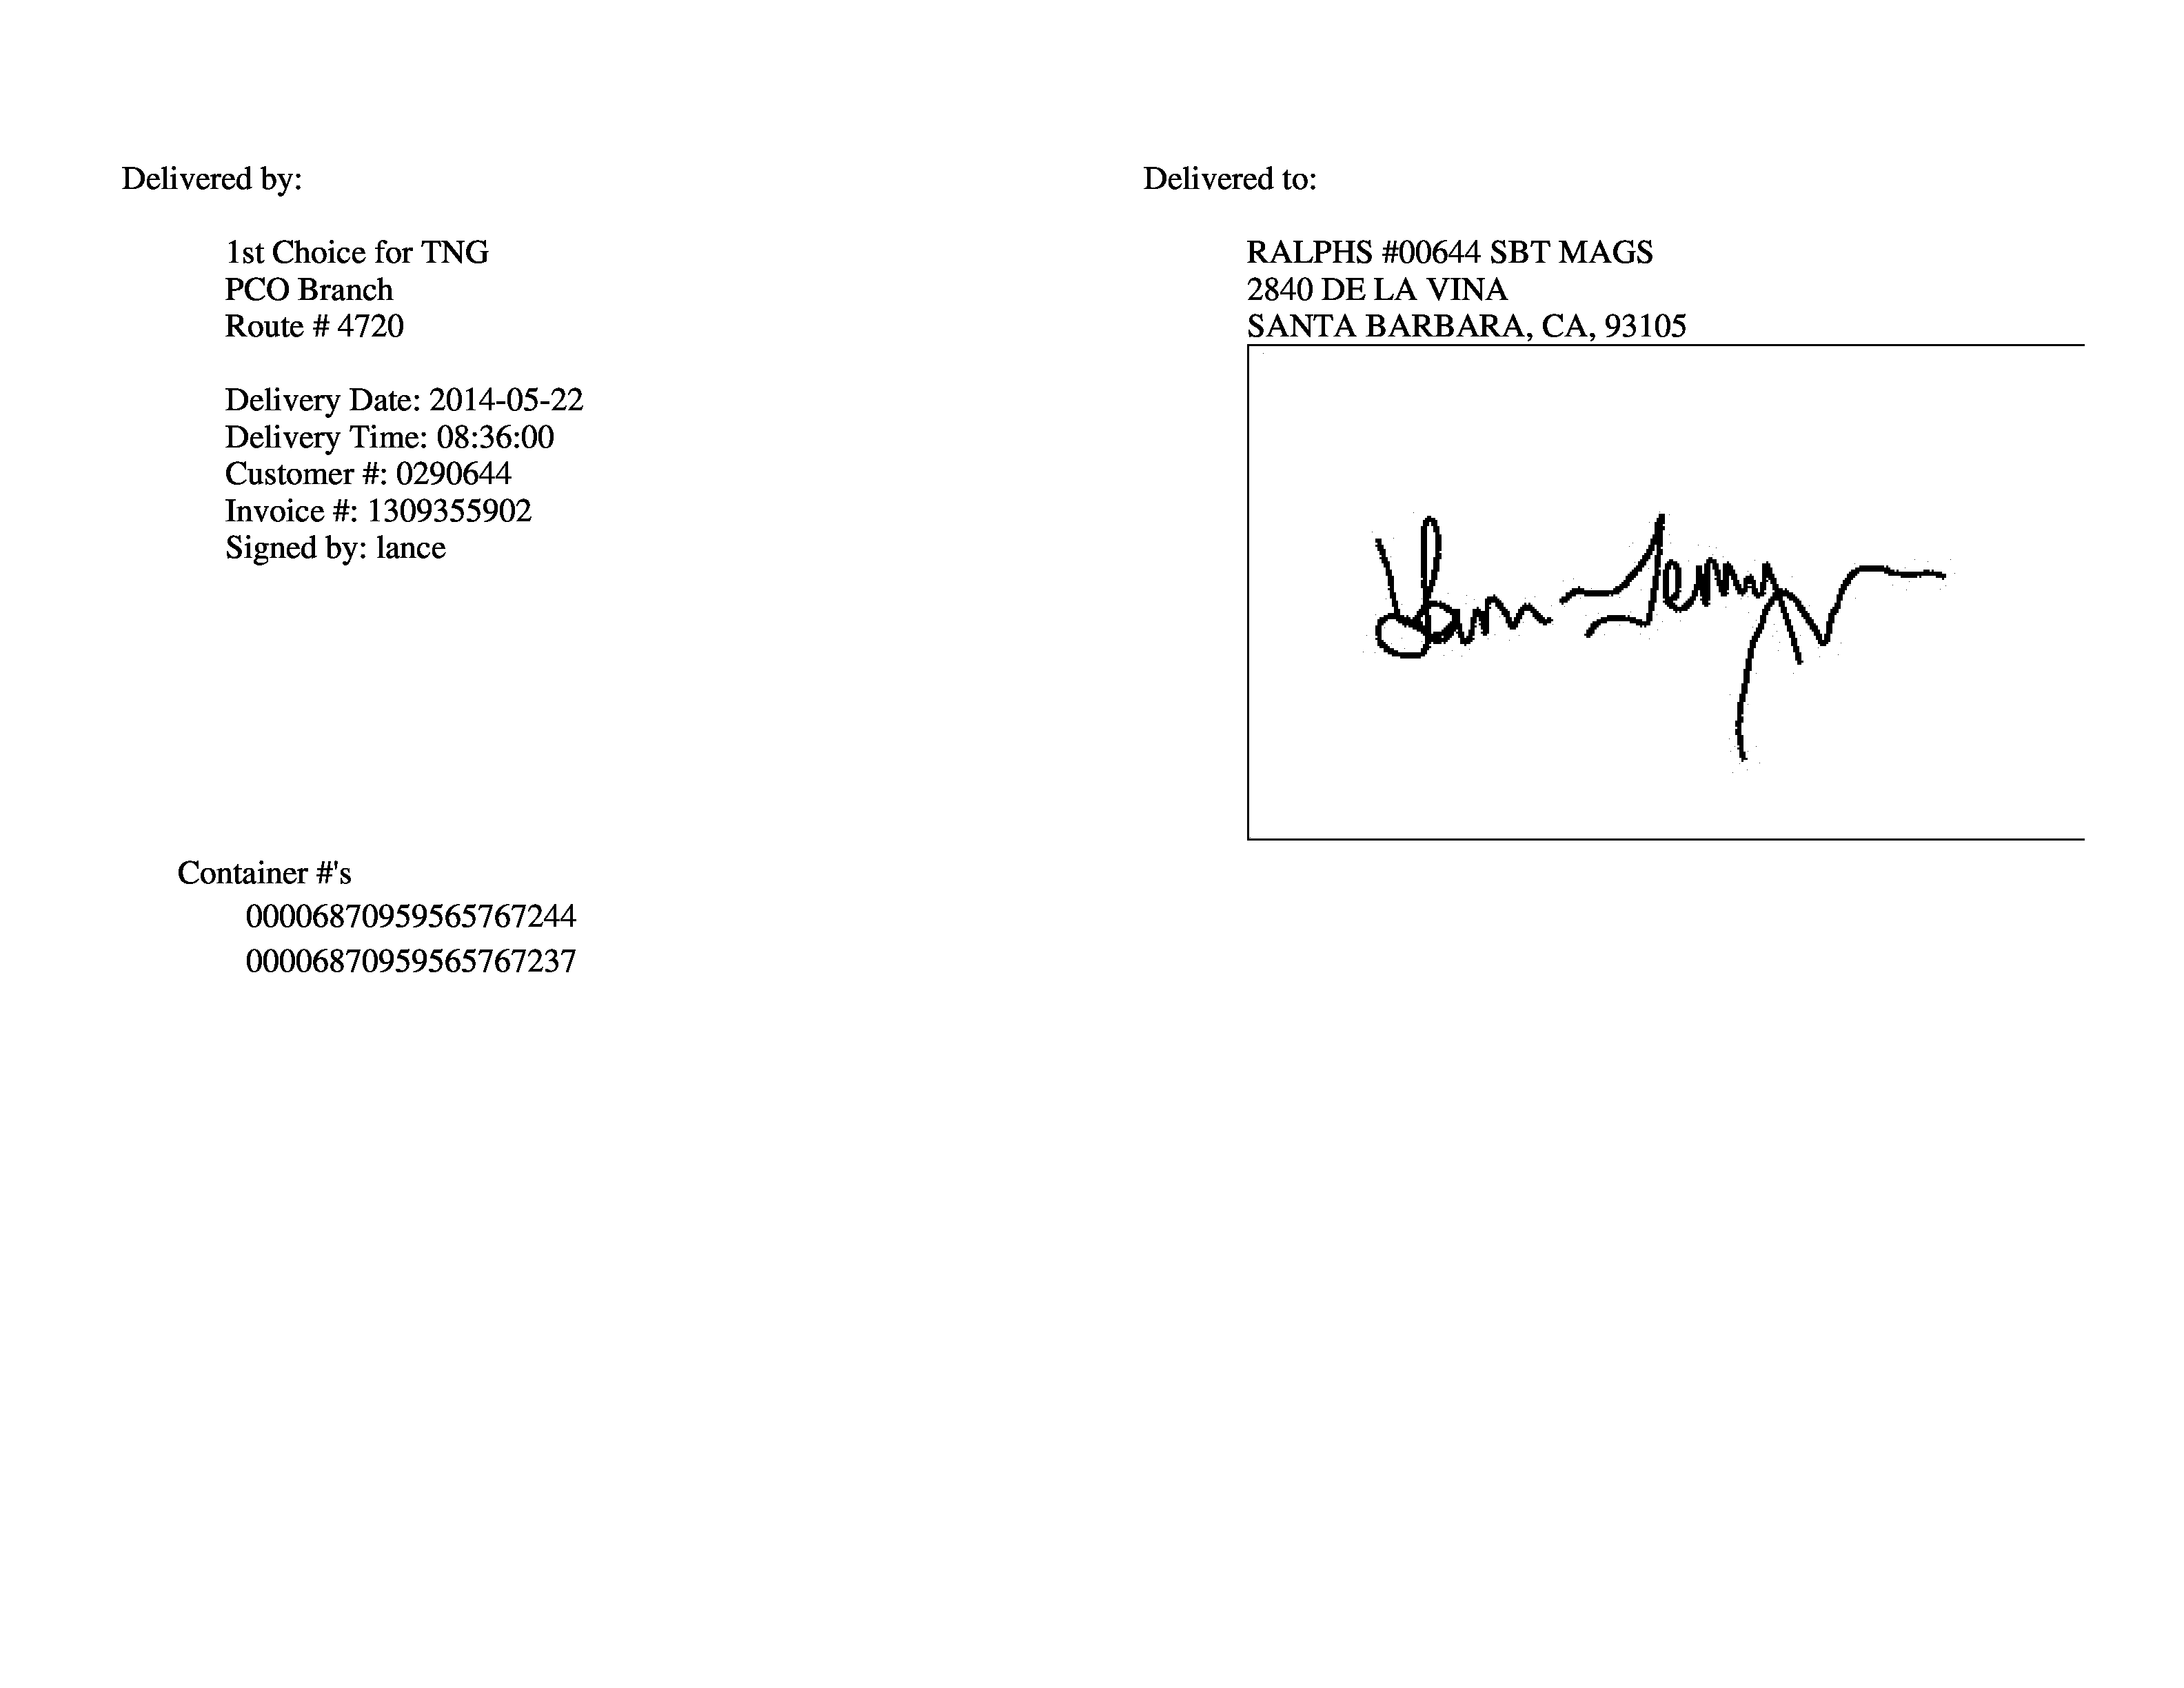 Delivered by:
1st Choice for TNG
PCO Branch
Route # 4720
Delivery Date: 2014-05-22
Delivery Time: 08:36:00
Customer #: 0290644
Invoice #: 1309355902
Signed by: lance
Delivered to:
RALPHS #00644 SBT MAGS
2840 DE LA VINA
SANTA BARBARA, CA, 93105
Container #'s
00006870959565767244
00006870959565767237